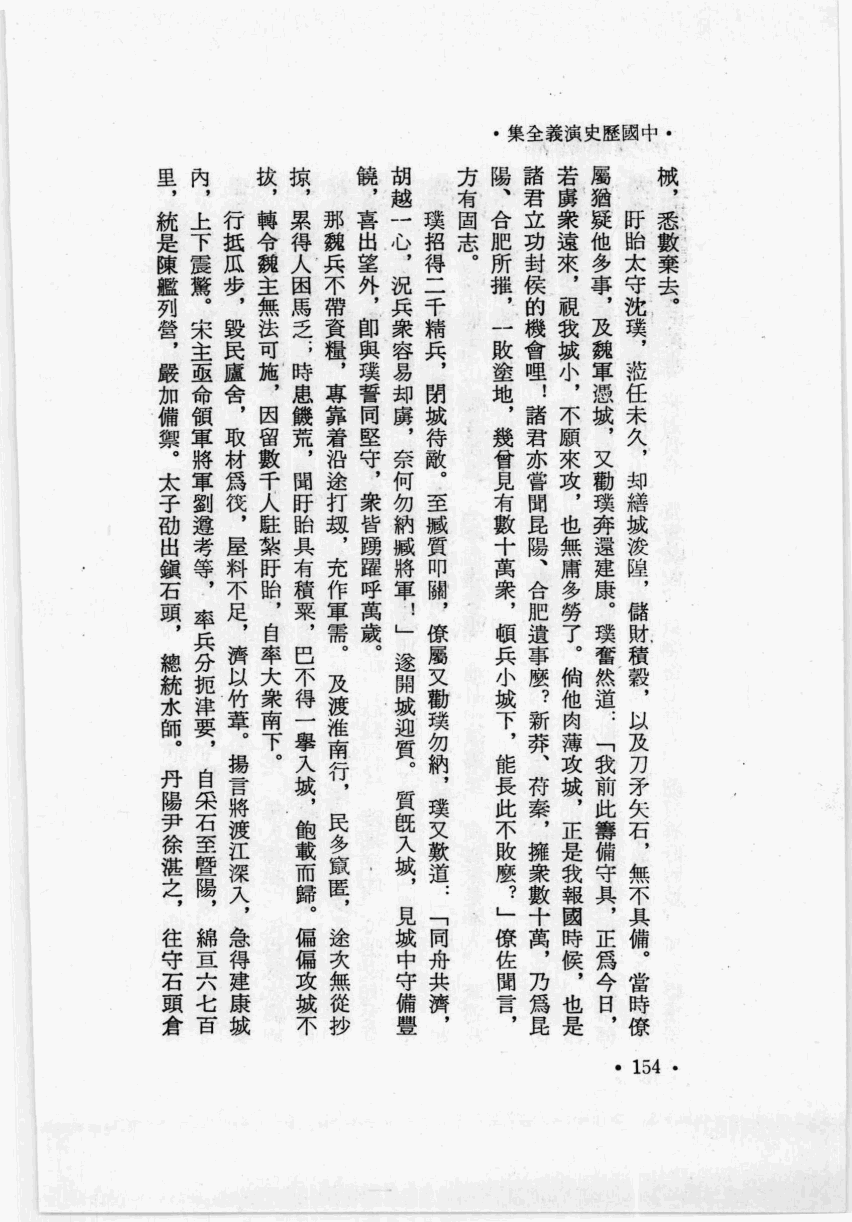 •中國歷史演義全集•
械，悉數棄去。
盱眙太守沈璞，蒞任未久，却繕城浚隍，儲財積穀，以及刀矛矢石，無不具備。當時僚
屬猶疑他多事，及魏軍憑城，又勸璞奔還建康。璞奮然道：「我前此籌備守具，正爲今日，
若虜衆遠來，視我城小，不願來攻，也無庸多勞了。倘他肉薄攻城，正是我報國時候，也是
諸君立功封侯的機會哩！諸君亦嘗聞昆陽、合肥遺事麼？新莽、苻秦，擁衆數十萬，乃爲昆
陽、合肥所摧，一敗塗地，幾曾見有數十萬衆，頓兵小城下，能長此不敗麼？」僚佐聞言，
方有固志。
璞招得二千精兵，閉城待敵。至臧質叩關，僚屬又勸璞勿納，璞又歎道：「同舟共濟，
胡越一心，況兵衆容易却虜，奈何勿納臧將軍！」遂開城迎質。質旣入城，見城中守備豐
饒，喜出望外，卽與璞誓同堅守，衆皆踴躍呼萬歲。
那魏兵不帶資糧，專靠着沿途打刼，充作軍需。及渡淮南行，民多竄匿，途次無從抄
掠，累得人困馬乏，時患饑荒，聞盱眙具有積粟，巴不得一擧入城，飽載而歸。偏偏攻城不
拔，轉令魏主無法可施，因留數千人駐紮盱眙，自率大衆南下。
行抵瓜步，毀民廬舍，取材爲筏，屋料不足，濟以竹葦。揚言將渡江深入，急得建康城
內，上下震驚。宋主亟命領軍將軍劉遵考等，率兵分扼津要，自采石至曁陽，綿亙六七百
里，統是陳艦列營，嚴加備禦。太子劭出鎭石頭，總統水師。丹陽尹徐湛之，往守石頭倉
•154•